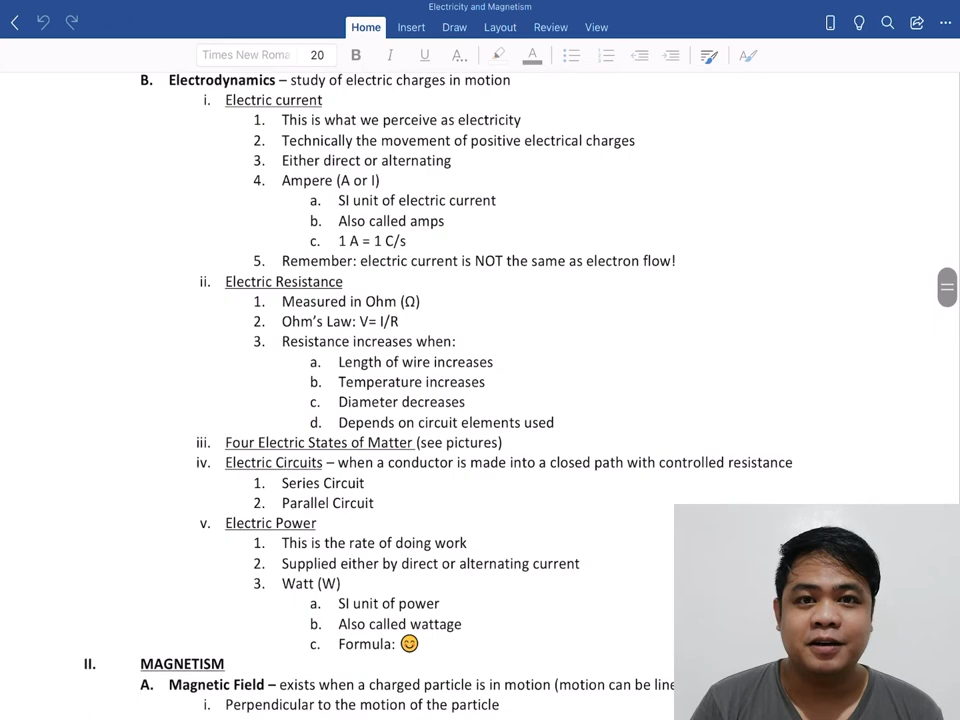 Electricity and Magnetism
Home Insert Draw Layout Review View
Times New Roma 20 B I U A... A
B. Electrodynamics – study of electric charges in motion
i. Electric current
1. This is what we perceive as electricity
2. Technically the movement of positive electrical charges
3. Either direct or alternating
4. Ampere (A or I)
a. SI unit of electric current
b. Also called amps
c. 1 A = 1 C/s
5. Remember: electric current is NOT the same as electron flow!
ii. Electric Resistance
1. Measured in Ohm (Ω)
2. Ohm's Law: V= I/R
3. Resistance increases when:
a. Length of wire increases
b. Temperature increases
c. Diameter decreases
d. Depends on circuit elements used
iii. Four Electric States of Matter (see pictures)
iv. Electric Circuits – when a conductor is made into a closed path with controlled resistance
1. Series Circuit
2. Parallel Circuit
v. Electric Power
1. This is the rate of doing work
2. Supplied either by direct or alternating current
3. Watt (W)
a. SI unit of power
b. Also called wattage
c. Formula: 😊
II. MAGNETISM
A. Magnetic Field – exists when a charged particle is in motion (motion can be line
i. Perpendicular to the motion of the particle